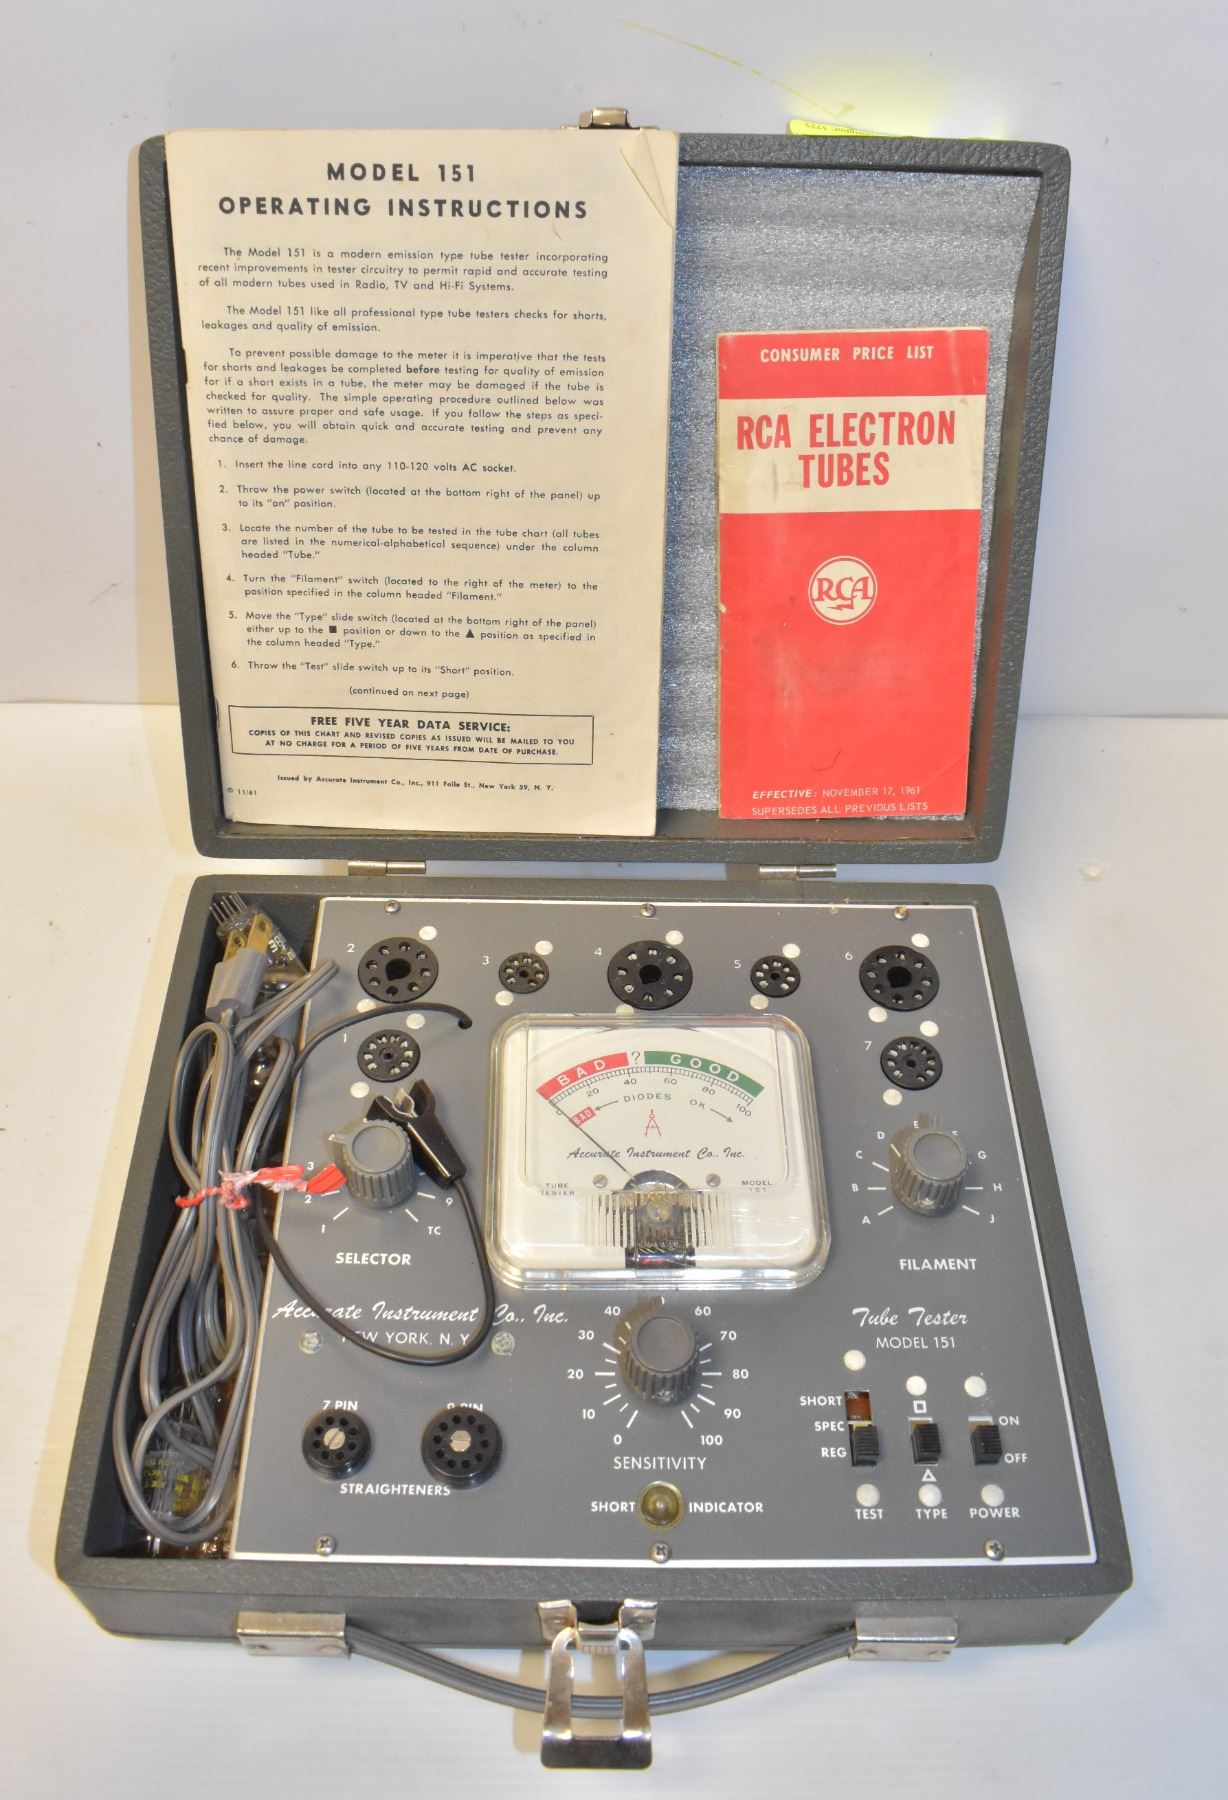 MODEL 151
OPERATING INSTRUCTIONS
The Model 151 is a modern emission type tube tester incorporating
recent improvements in tester circuitry to permit rapid and accurate testing
of all modern tubes used in Radio, TV and Hi-Fi Systems.
The Model 151 like all professional type tube testers checks for shorts,
leakages and quality of emission.
To prevent possible damage to the meter it is imperative that the tests
for shorts and leakages be completed before testing for quality of emission
for if a short exists in a tube, the meter may be damaged if the tube is
checked for quality. The simple operating procedure outlined below was
written to assure proper and safe usage. If you follow the steps as speci-
fied below, you will obtain quick and accurate testing and prevent any
chance of damage.
1. Insert the line cord into any 110-120 volts AC socket.
2. Throw the power switch (located at the bottom right of the panel) up
to its "on" position.
3. Locate the number of the tube to be tested in the tube chart (all tubes
are listed in the numerical-alphabetical sequence) under the column
headed "Tube."
4. Turn the "Filament" switch (located to the right of the meter) to the
position specified in the column headed "Filament."
5. Move the "Type" slide switch (located at the bottom right of the panel)
either up to the ■ position or down to the ▲ position as specified in
the column headed "Type."
6. Throw the "Test" slide switch up to its "Short" position.
(continued on next page)
FREE FIVE YEAR DATA SERVICE:
COPIES OF THIS CHART AND REVISED COPIES AS ISSUED WILL BE MAILED TO YOU
AT NO CHARGE FOR A PERIOD OF FIVE YEARS FROM DATE OF PURCHASE.
Issued by Accurate Instrument Co., Inc., 911 Faile St., New York 59, N. Y.
© 11/61
CONSUMER PRICE LIST
RCA ELECTRON
TUBES
RCA
EFFECTIVE: NOVEMBER 17, 1961
SUPERSEDES ALL PREVIOUS LISTS
2 3 4 5 6
1 7
BAD ? GOOD
0 20 40 60 80 100
BAD DIODES OK
Accurate Instrument Co., Inc.
TUBE
TESTER
MODEL
151
3
2
1
9
TC
SELECTOR
A B C D E F G H J
FILAMENT
Accurate Instrument Co., Inc.
NEW YORK, N. Y.
Tube Tester
MODEL 151
0 10 20 30 40 60 70 80 90 100
SENSITIVITY
7 PIN 9 PIN
STRAIGHTENERS
SHORT INDICATOR
SHORT
SPEC
REG
□
△
ON
OFF
TEST TYPE POWER